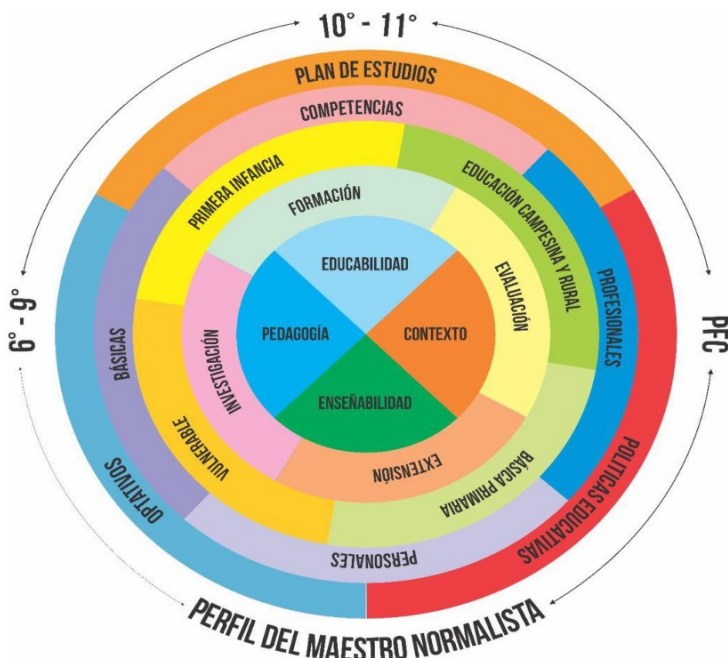 10° - 11°
PLAN DE ESTUDIOS
COMPETENCIAS
PRIMERA INFANCIA
EDUCACIÓN CAMPESINA Y RURAL
FORMACIÓN
EDUCABILIDAD
EVALUACIÓN
PROFESIONALES
6° - 9°
BÁSICAS
INVESTIGACIÓN
PEDAGOGÍA
CONTEXTO
PFC
ENSEÑABILIDAD
VULNERABLE
EXTENSIÓN
BÁSICA PRIMARIA
OPTATIVOS
POLITICAS EDUCATIVAS
PERSONALES
PERFIL DEL MAESTRO NORMALISTA